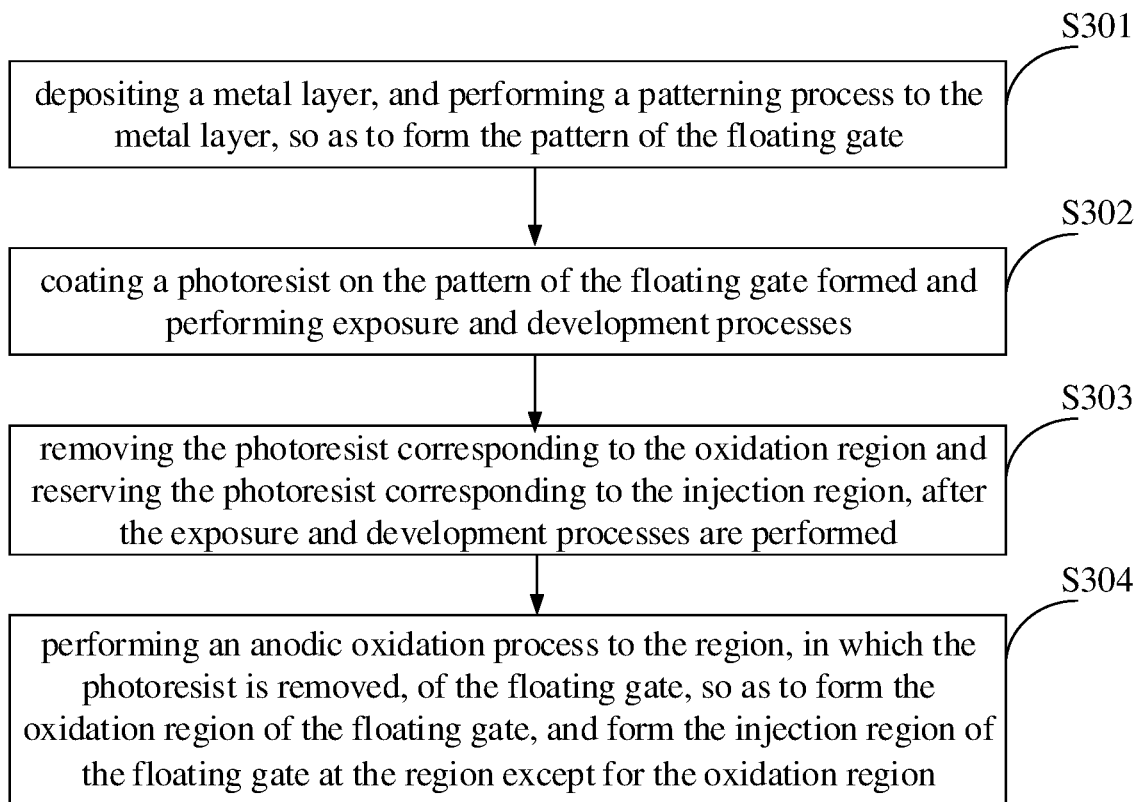 S301
depositing a metal layer, and performing a patterning process to the
metal layer, so as to form the pattern of the floating gate
S302
coating a photoresist on the pattern of the floating gate formed and
performing exposure and development processes
S303
removing the photoresist corresponding to the oxidation region and
reserving the photoresist corresponding to the injection region, after
the exposure and development processes are performed
S304
performing an anodic oxidation process to the region, in which the
photoresist is removed, of the floating gate, so as to form the
oxidation region of the floating gate, and form the injection region of
the floating gate at the region except for the oxidation region